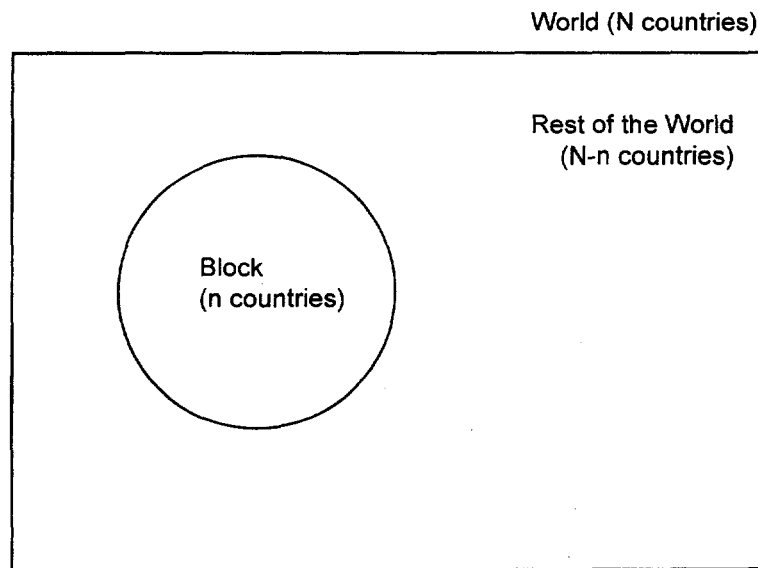 World (N countries)
Rest of the World
(N-n countries)
Block
(n countries)